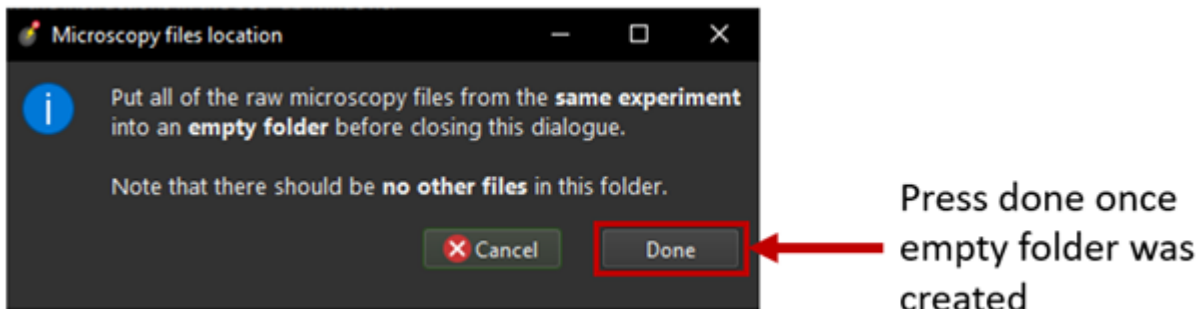 Microscopy files location
Put all of the raw microscopy files from the same experiment
into an empty folder before closing this dialogue.
Note that there should be no other files in this folder.
Cancel
Done
Press done once
empty folder was
created